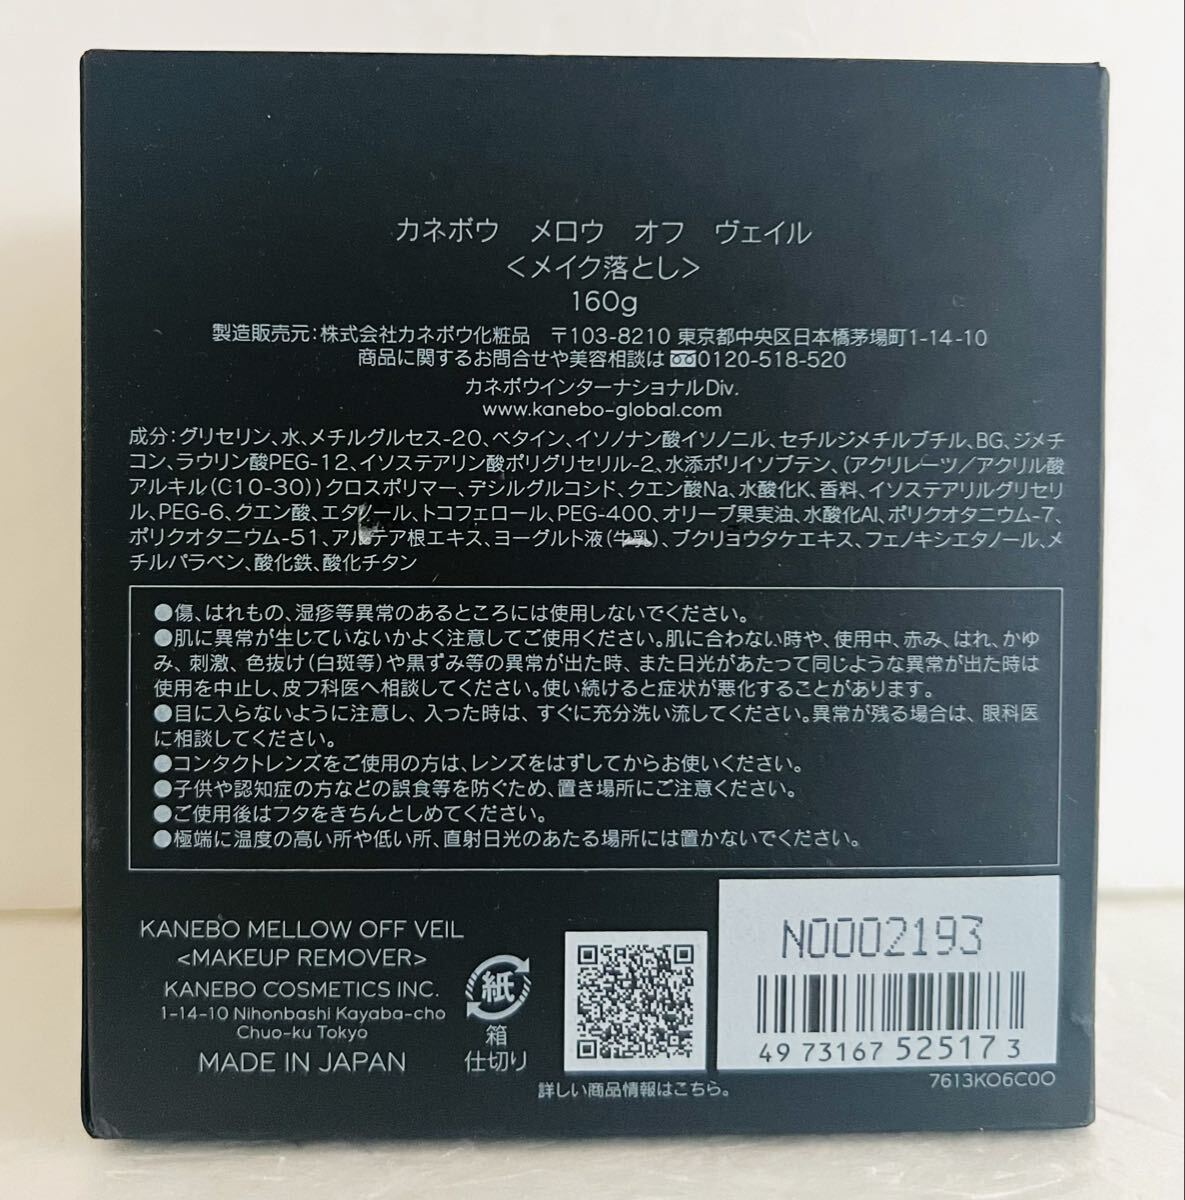 カネボウ メロウ オフ ヴェイル
<メイク落とし>
160g
製造販売元:株式会社カネボウ化粧品 〒103-8210 東京都中央区日本橋茅場町1-14-10
商品に関するお問合せや美容相談は 0120-518-520
カネボウインターナショナルDiv.
www.kanebo-global.com
成分:グリセリン、水、メチルグルセス-20、ベタイン、イソノナン酸イソノニル、セチルジメチルブチル、BG、ジメチ
コン、ラウリン酸PEG-12、イソステアリン酸ポリグリセリル-2、水添ポリイソブテン、(アクリレーツ/アクリル酸
アルキル(C10-30))クロスポリマー、デシルグルコシド、クエン酸Na、水酸化K、香料、イソステアリルグリセリ
ル、PEG-6、クエン酸、エタノール、トコフェロール、PEG-400、オリーブ果実油、水酸化Al、ポリクオタニウム-7、
ポリクオタニウム-51、アルテア根エキス、ヨーグルト液(牛乳)、ブクリョウタケエキス、フェノキシエタノール、メ
チルパラベン、酸化鉄、酸化チタン
●傷、はれもの、湿疹等異常のあるところには使用しないでください。
●肌に異常が生じていないかよく注意してご使用ください。肌に合わない時や、使用中、赤み、はれ、かゆ
み、刺激、色抜け(白斑等)や黒ずみ等の異常が出た時、また日光があたって同じような異常が出た時は
使用を中止し、皮フ科医へ相談してください。使い続けると症状が悪化することがあります。
●目に入らないように注意し、入った時は、すぐに充分洗い流してください。異常が残る場合は、眼科医
に相談してください。
●コンタクトレンズをご使用の方は、レンズをはずしてからお使いください。
●子供や認知症の方などの誤食等を防ぐため、置き場所にご注意ください。
●ご使用後はフタをきちんとしめてください。
●極端に温度の高い所や低い所、直射日光のあたる場所には置かないでください。
KANEBO MELLOW OFF VEIL
<MAKEUP REMOVER>
KANEBO COSMETICS INC.
1-14-10 Nihonbashi Kayaba-cho
Chuo-ku Tokyo
MADE IN JAPAN
紙
箱
仕切り
詳しい商品情報はこちら。
N0002193
4973167525173
7613KO6C0O